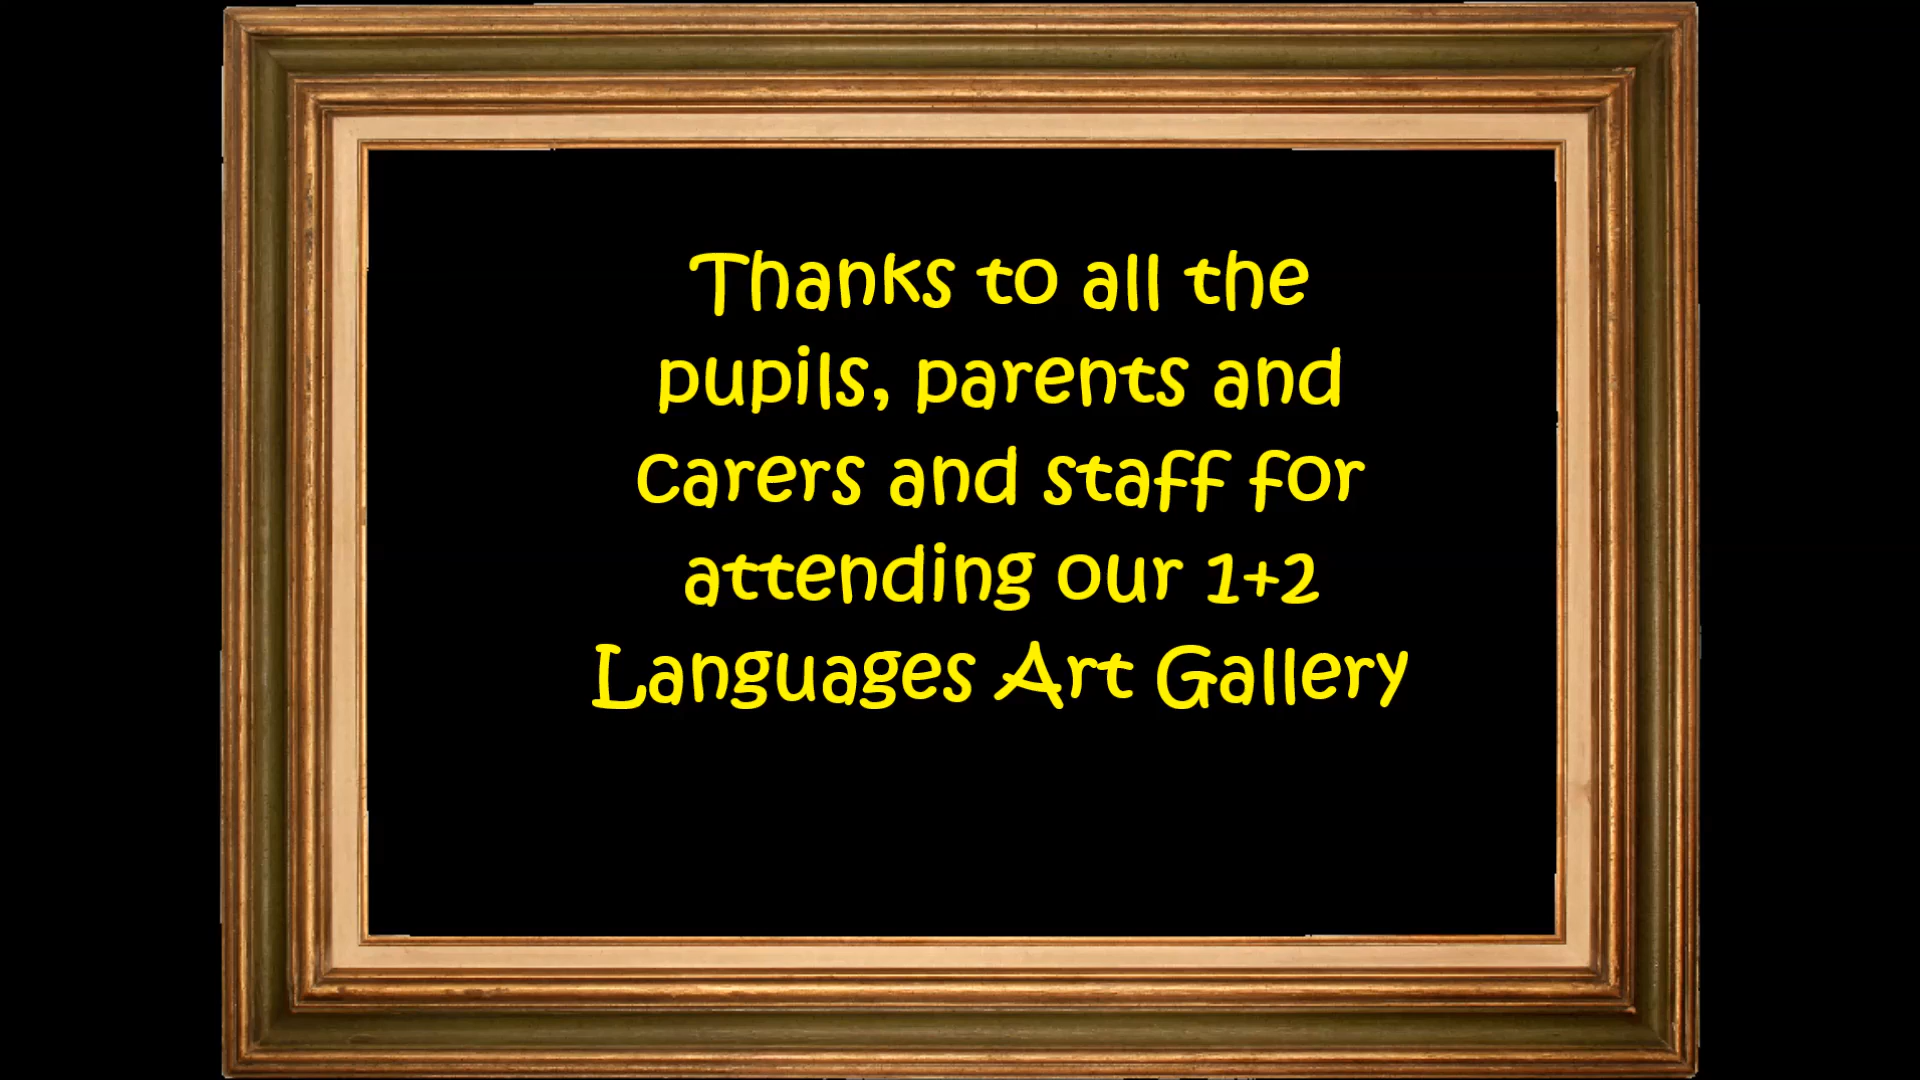 Thanks to all the
pupils, parents and
carers and staff for
attending our 1+2
Languages Art Gallery